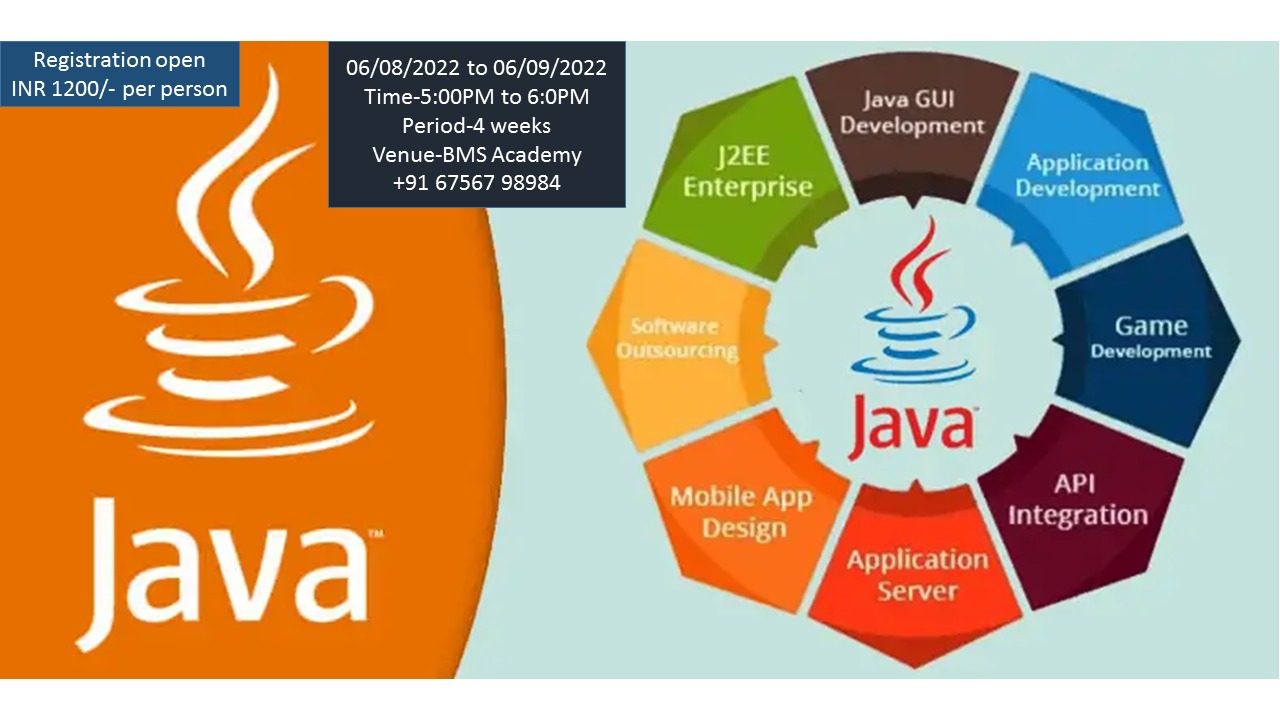 Registration open
INR 1200/- per person
06/08/2022 to 06/09/2022
Time-5:00PM to 6:0PM
Period-4 weeks
Venue-BMS Academy
+91 67567 98984
Java™
Java GUI
Development
Application
Development
Game
Development
API
Integration
Application
Server
Mobile App
Design
Software
Outsourcing
J2EE
Enterprise
Java™